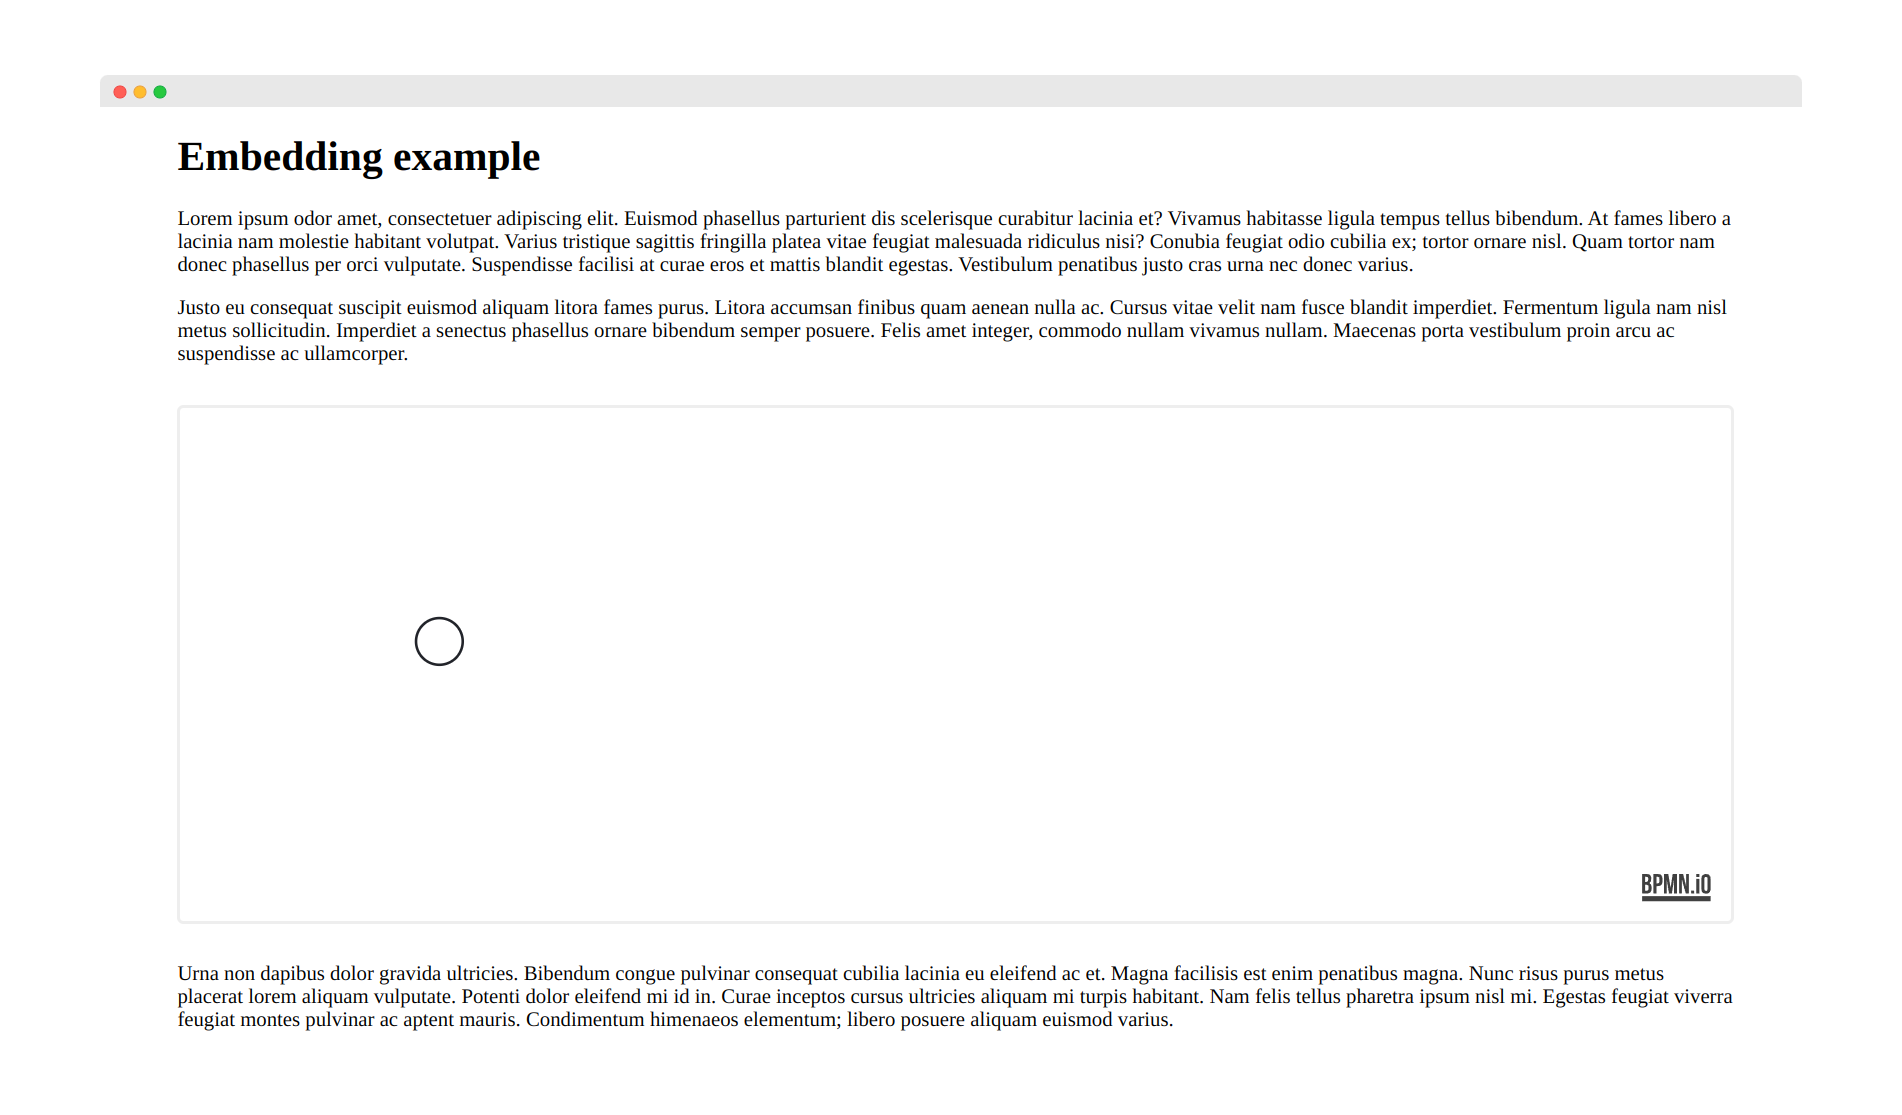 Embedding example
Lorem ipsum odor amet, consectetuer adipiscing elit. Euismod phasellus parturient dis scelerisque curabitur lacinia et? Vivamus habitasse ligula tempus tellus bibendum. At fames libero a
lacinia nam molestie habitant volutpat. Varius tristique sagittis fringilla platea vitae feugiat malesuada ridiculus nisi? Conubia feugiat odio cubilia ex; tortor ornare nisl. Quam tortor nam
donec phasellus per orci vulputate. Suspendisse facilisi at curae eros et mattis blandit egestas. Vestibulum penatibus justo cras urna nec donec varius.
Justo eu consequat suscipit euismod aliquam litora fames purus. Litora accumsan finibus quam aenean nulla ac. Cursus vitae velit nam fusce blandit imperdiet. Fermentum ligula nam nisl
metus sollicitudin. Imperdiet a senectus phasellus ornare bibendum semper posuere. Felis amet integer, commodo nullam vivamus nullam. Maecenas porta vestibulum proin arcu ac
suspendisse ac ullamcorper.
BPMN.iO
Urna non dapibus dolor gravida ultricies. Bibendum congue pulvinar consequat cubilia lacinia eu eleifend ac et. Magna facilisis est enim penatibus magna. Nunc risus purus metus
placerat lorem aliquam vulputate. Potenti dolor eleifend mi id in. Curae inceptos cursus ultricies aliquam mi turpis habitant. Nam felis tellus pharetra ipsum nisl mi. Egestas feugiat viverra
feugiat montes pulvinar ac aptent mauris. Condimentum himenaeos elementum; libero posuere aliquam euismod varius.